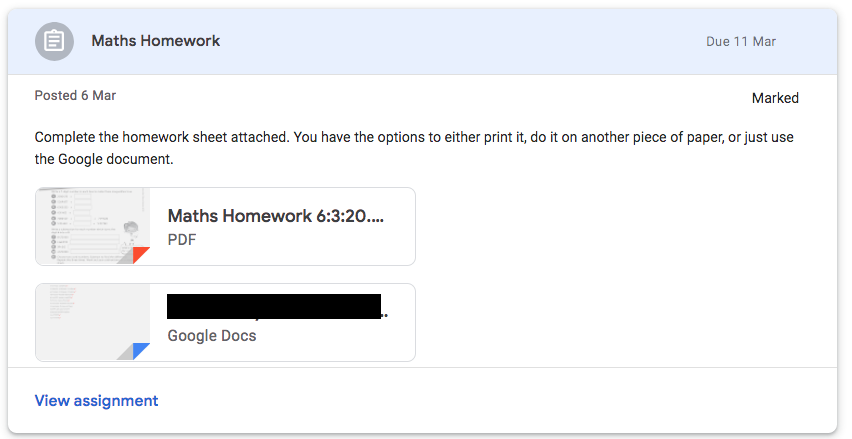 Maths Homework
Due 11 Mar
Posted 6 Mar
Marked
Complete the homework sheet attached. You have the options to either print it, do it on another piece of paper, or just use
the Google document.
Maths Homework 6:3:20....
PDF
Google Docs
View assignment